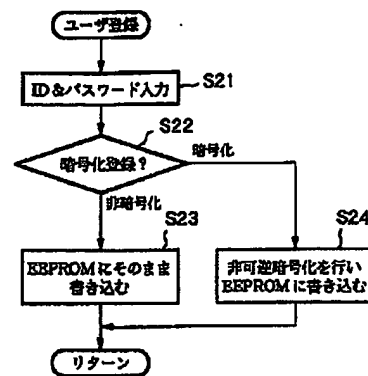 ユーザ登録
ID&パスワード入力
S21
S22
暗号化登録？
暗号化
非暗号化
S23
EEPROMにそのまま
書き込む
S24
非可逆暗号化を行い
EEPROMに書き込む
リターン